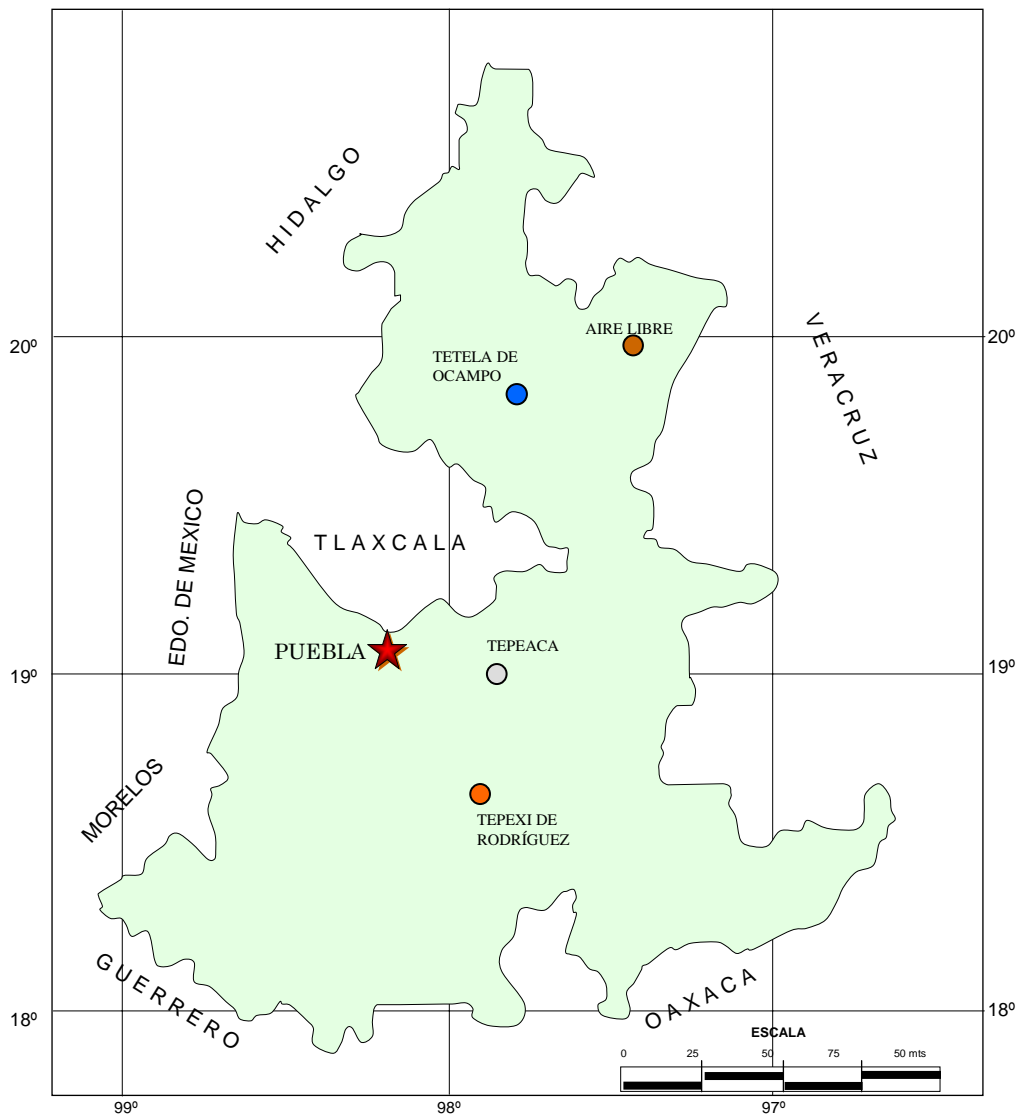 HIDALGO
VERACRUZ
AIRE LIBRE
20º
20º
TETELA DE
OCAMPO
EDO. DE MEXICO
TLAXCALA
PUEBLA
TEPEACA
19º
19º
MORELOS
TEPEXI DE
RODRÍGUEZ
GUERRERO
OAXACA
18º
18º
ESCALA
0 25 50 75 50 mts
99º 98º 97º